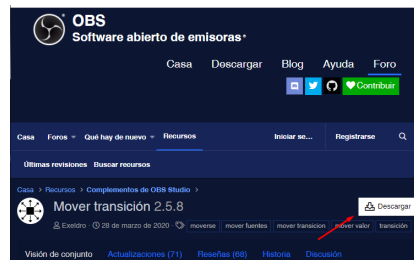 OBS
Software abierto de emisoras*
Casa Descargar Blog Ayuda Foro
Contribuir
Casa Foros Qué hay de nuevo Recursos Iniciar se... Registrarse
Últimas revisiones Buscar recursos
Casa > Recursos > Complementos de OBS Studio >
Mover transición 2.5.8
Descargar
Exeldro 28 de marzo de 2020 moverse mover fuentes mover transicion mover valor transición
Visión de conjunto Actualizaciones (71) Reseñas (68) Historia Discusión